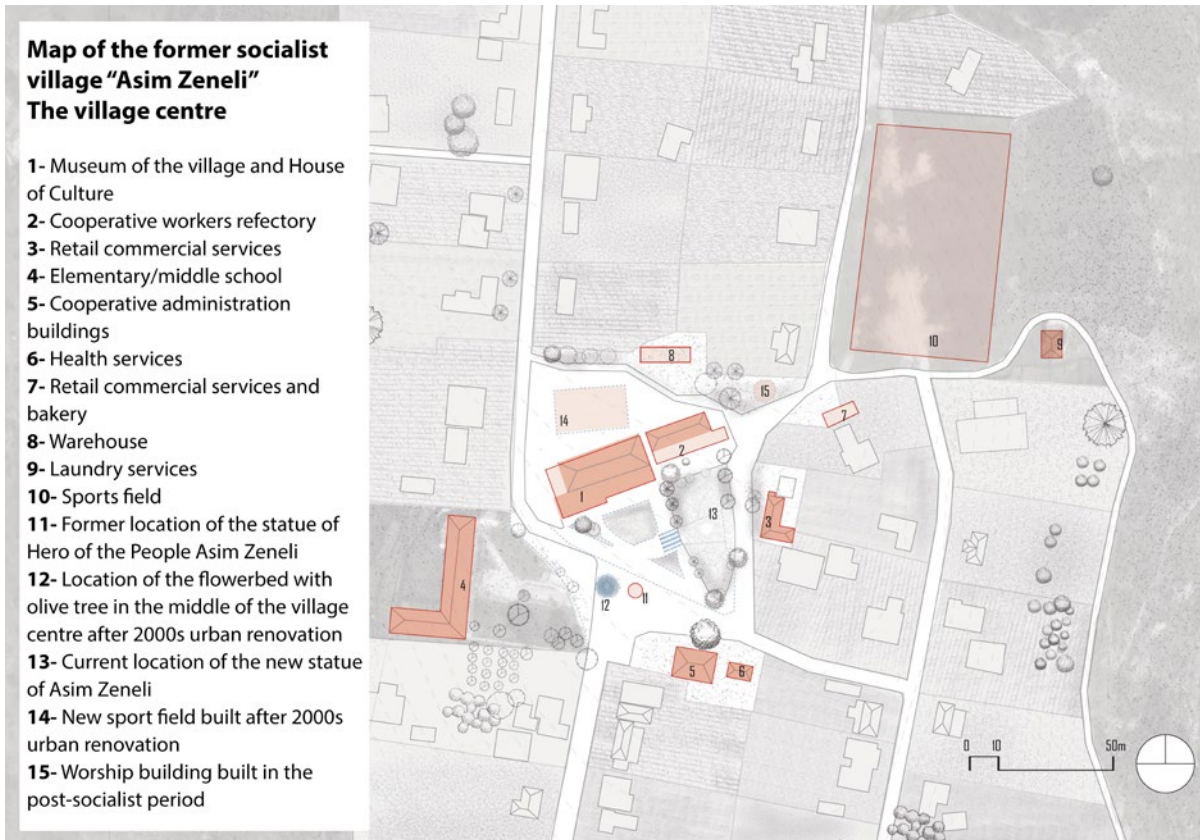 Map of the former socialist
village “Asim Zeneli”
The village centre
1- Museum of the village and House
of Culture
2- Cooperative workers refectory
3- Retail commercial services
4- Elementary/middle school
5- Cooperative administration
buildings
6- Health services
7- Retail commercial services and
bakery
8- Warehouse
9- Laundry services
10- Sports field
11- Former location of the statue of
Hero of the People Asim Zeneli
12- Location of the flowerbed with
olive tree in the middle of the village
centre after 2000s urban renovation
13- Current location of the new statue
of Asim Zeneli
14- New sport field built after 2000s
urban renovation
15- Worship building built in the
post-socialist period
10
9
8
15
7
14
2
1
13
3
4
12
11
5
6
0 10 50m